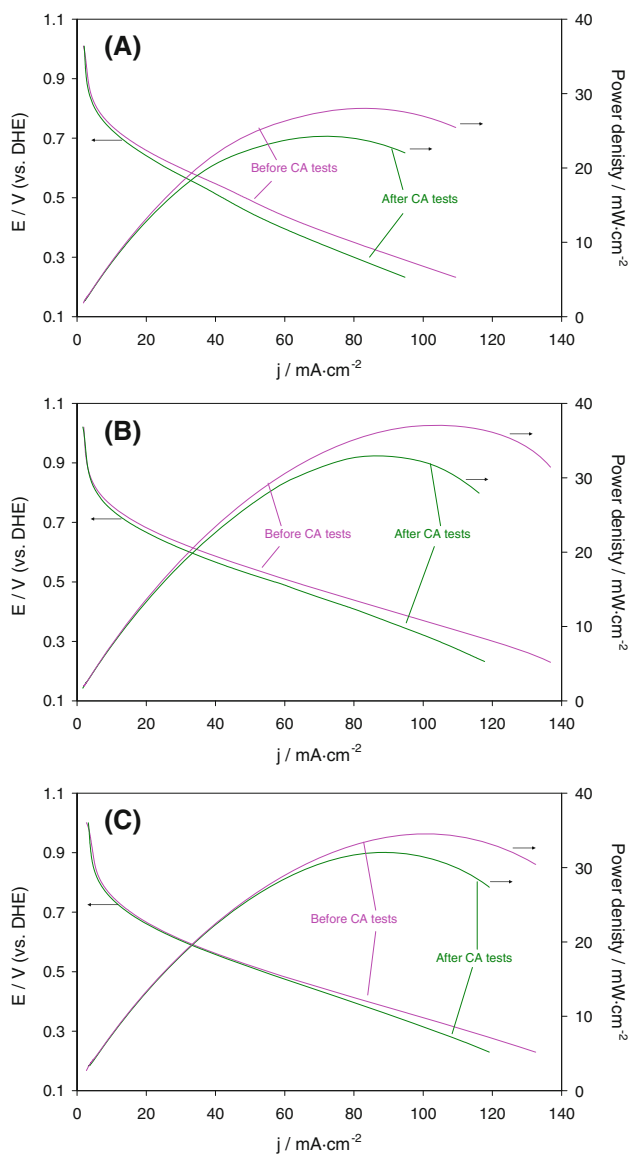 (A)
1.1
0.9
0.7
0.5
0.3
0.1
E / V (vs. DHE)
40
30
20
10
0
Power denisty / mW·cm-2
Before CA tests
After CA tests
0 20 40 60 80 100 120 140
j / mA·cm-2
(B)
1.1
0.9
0.7
0.5
0.3
0.1
E / V (vs. DHE)
40
30
20
10
0
Power denisty / mW·cm-2
Before CA tests
After CA tests
0 20 40 60 80 100 120 140
j / mA·cm-2
(C)
1.1
0.9
0.7
0.5
0.3
0.1
E / V (vs. DHE)
40
30
20
10
0
Power denisty / mW·cm-2
Before CA tests
After CA tests
0 20 40 60 80 100 120 140
j / mA·cm-2